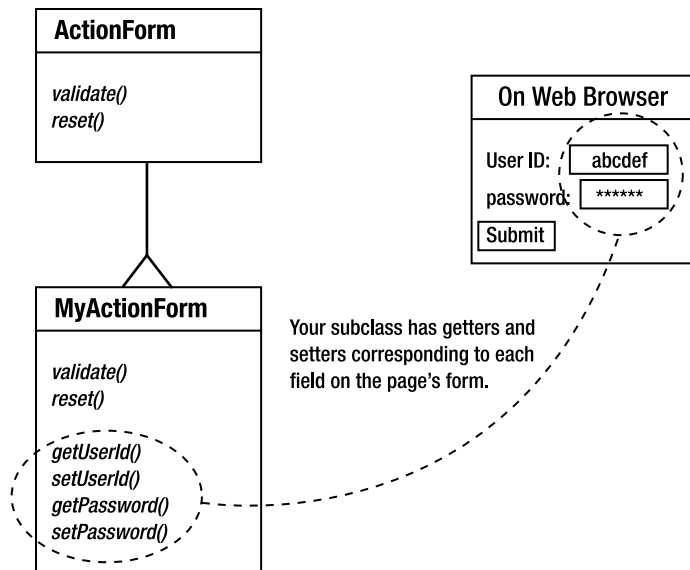 ActionForm
validate()
reset()
On Web Browser
User ID: abcdef
password: ******
Submit
MyActionForm
validate()
reset()
getUserId()
setUserId()
getPassword()
setPassword()
Your subclass has getters and
setters corresponding to each
field on the page's form.